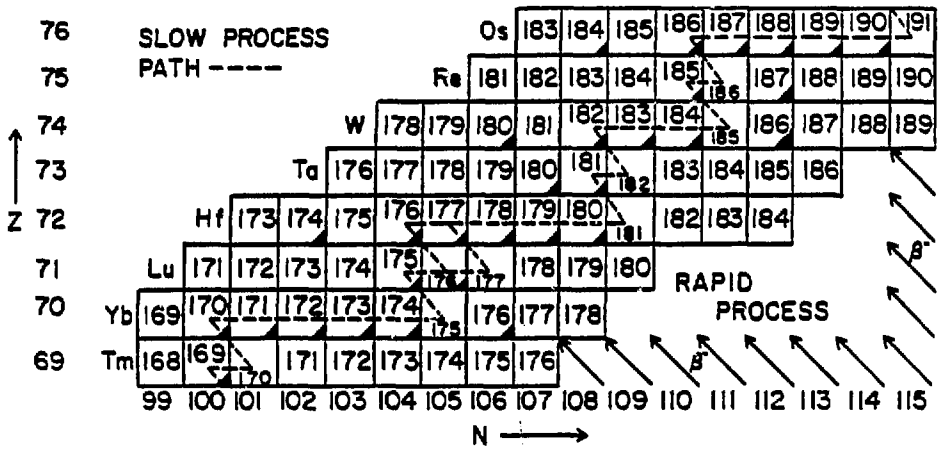 76 Os 183 184 185 186 187 188 189 190 191
SLOW PROCESS
PATH ----
75 Re 181 182 183 184 185 186 187 188 189 190
74 W 178 179 180 181 182 183 184 185 186 187 188 189
73 Ta 176 177 178 179 180 181 182 183 184 185 186
Z 72 Hf 173 174 175 176 177 178 179 180 181 182 183 184
71 Lu 171 172 173 174 175 176 177 178 179 180
β⁻
RAPID
PROCESS
70 Yb 169 170 171 172 173 174 175 176 177 178
69 Tm 168 169 170 171 172 173 174 175 176
β⁻
99 100 101 102 103 104 105 106 107 108 109 110 111 112 113 114 115
N